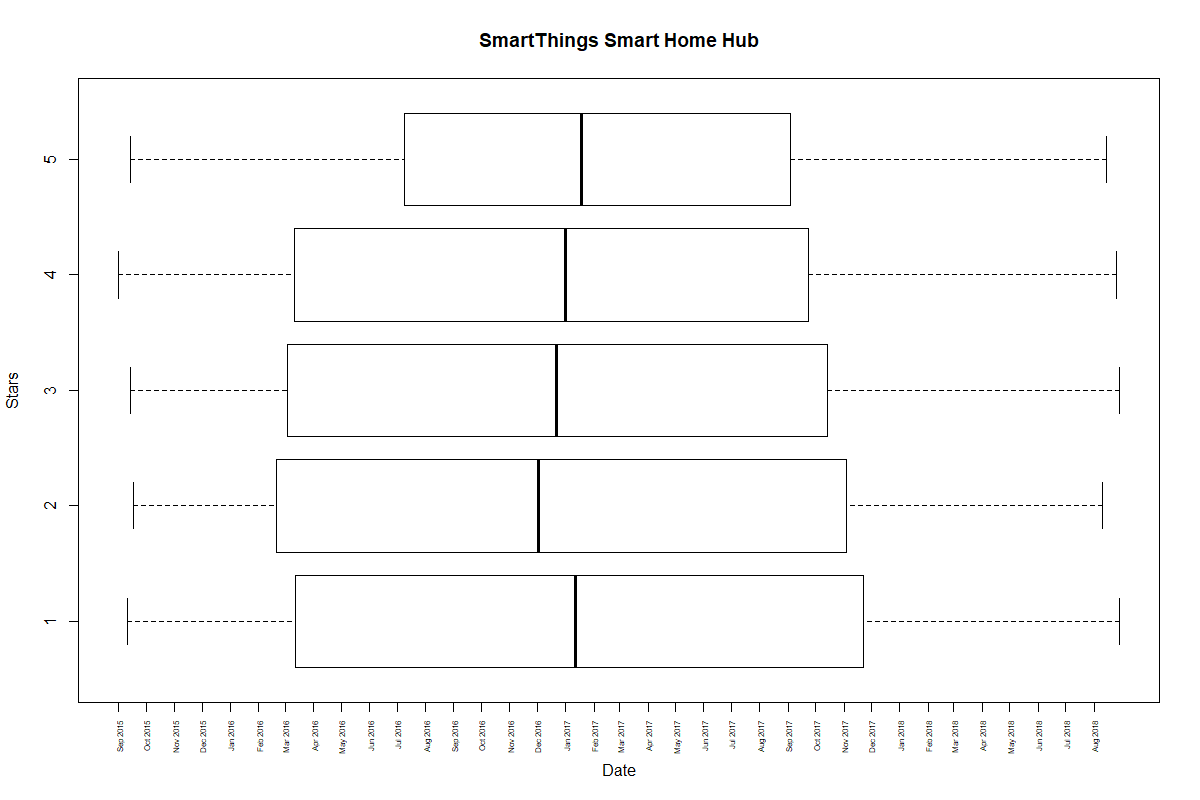 SmartThings Smart Home Hub
5
4
3
2
1
Stars
Sep 2015
Oct 2015
Nov 2015
Dec 2015
Jan 2016
Feb 2016
Mar 2016
Apr 2016
May 2016
Jun 2016
Jul 2016
Aug 2016
Sep 2016
Oct 2016
Nov 2016
Dec 2016
Jan 2017
Feb 2017
Mar 2017
Apr 2017
May 2017
Jun 2017
Jul 2017
Aug 2017
Sep 2017
Oct 2017
Nov 2017
Dec 2017
Jan 2018
Feb 2018
Mar 2018
Apr 2018
May 2018
Jun 2018
Jul 2018
Aug 2018
Date